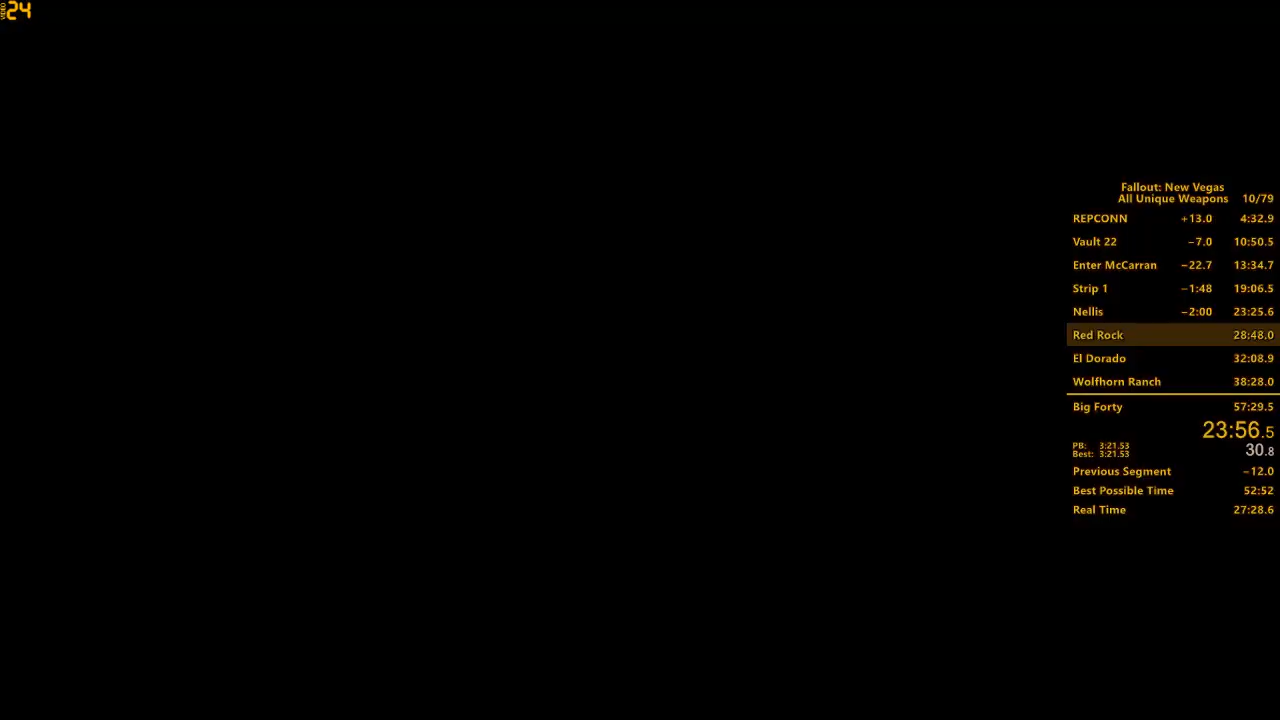 VIDEO 24
Fallout: New Vegas
All Unique Weapons 10/79
REPCONN +13.0 4:32.9
Vault 22 −7.0 10:50.5
Enter McCarran −22.7 13:34.7
Strip 1 −1:48 19:06.5
Nellis −2:00 23:25.6
Red Rock 28:48.0
El Dorado 32:08.9
Wolfhorn Ranch 38:28.0
Big Forty 57:29.5
23:56.5
PB: 3:21.53 30.8
Best: 3:21.53
Previous Segment −12.0
Best Possible Time 52:52
Real Time 27:28.6